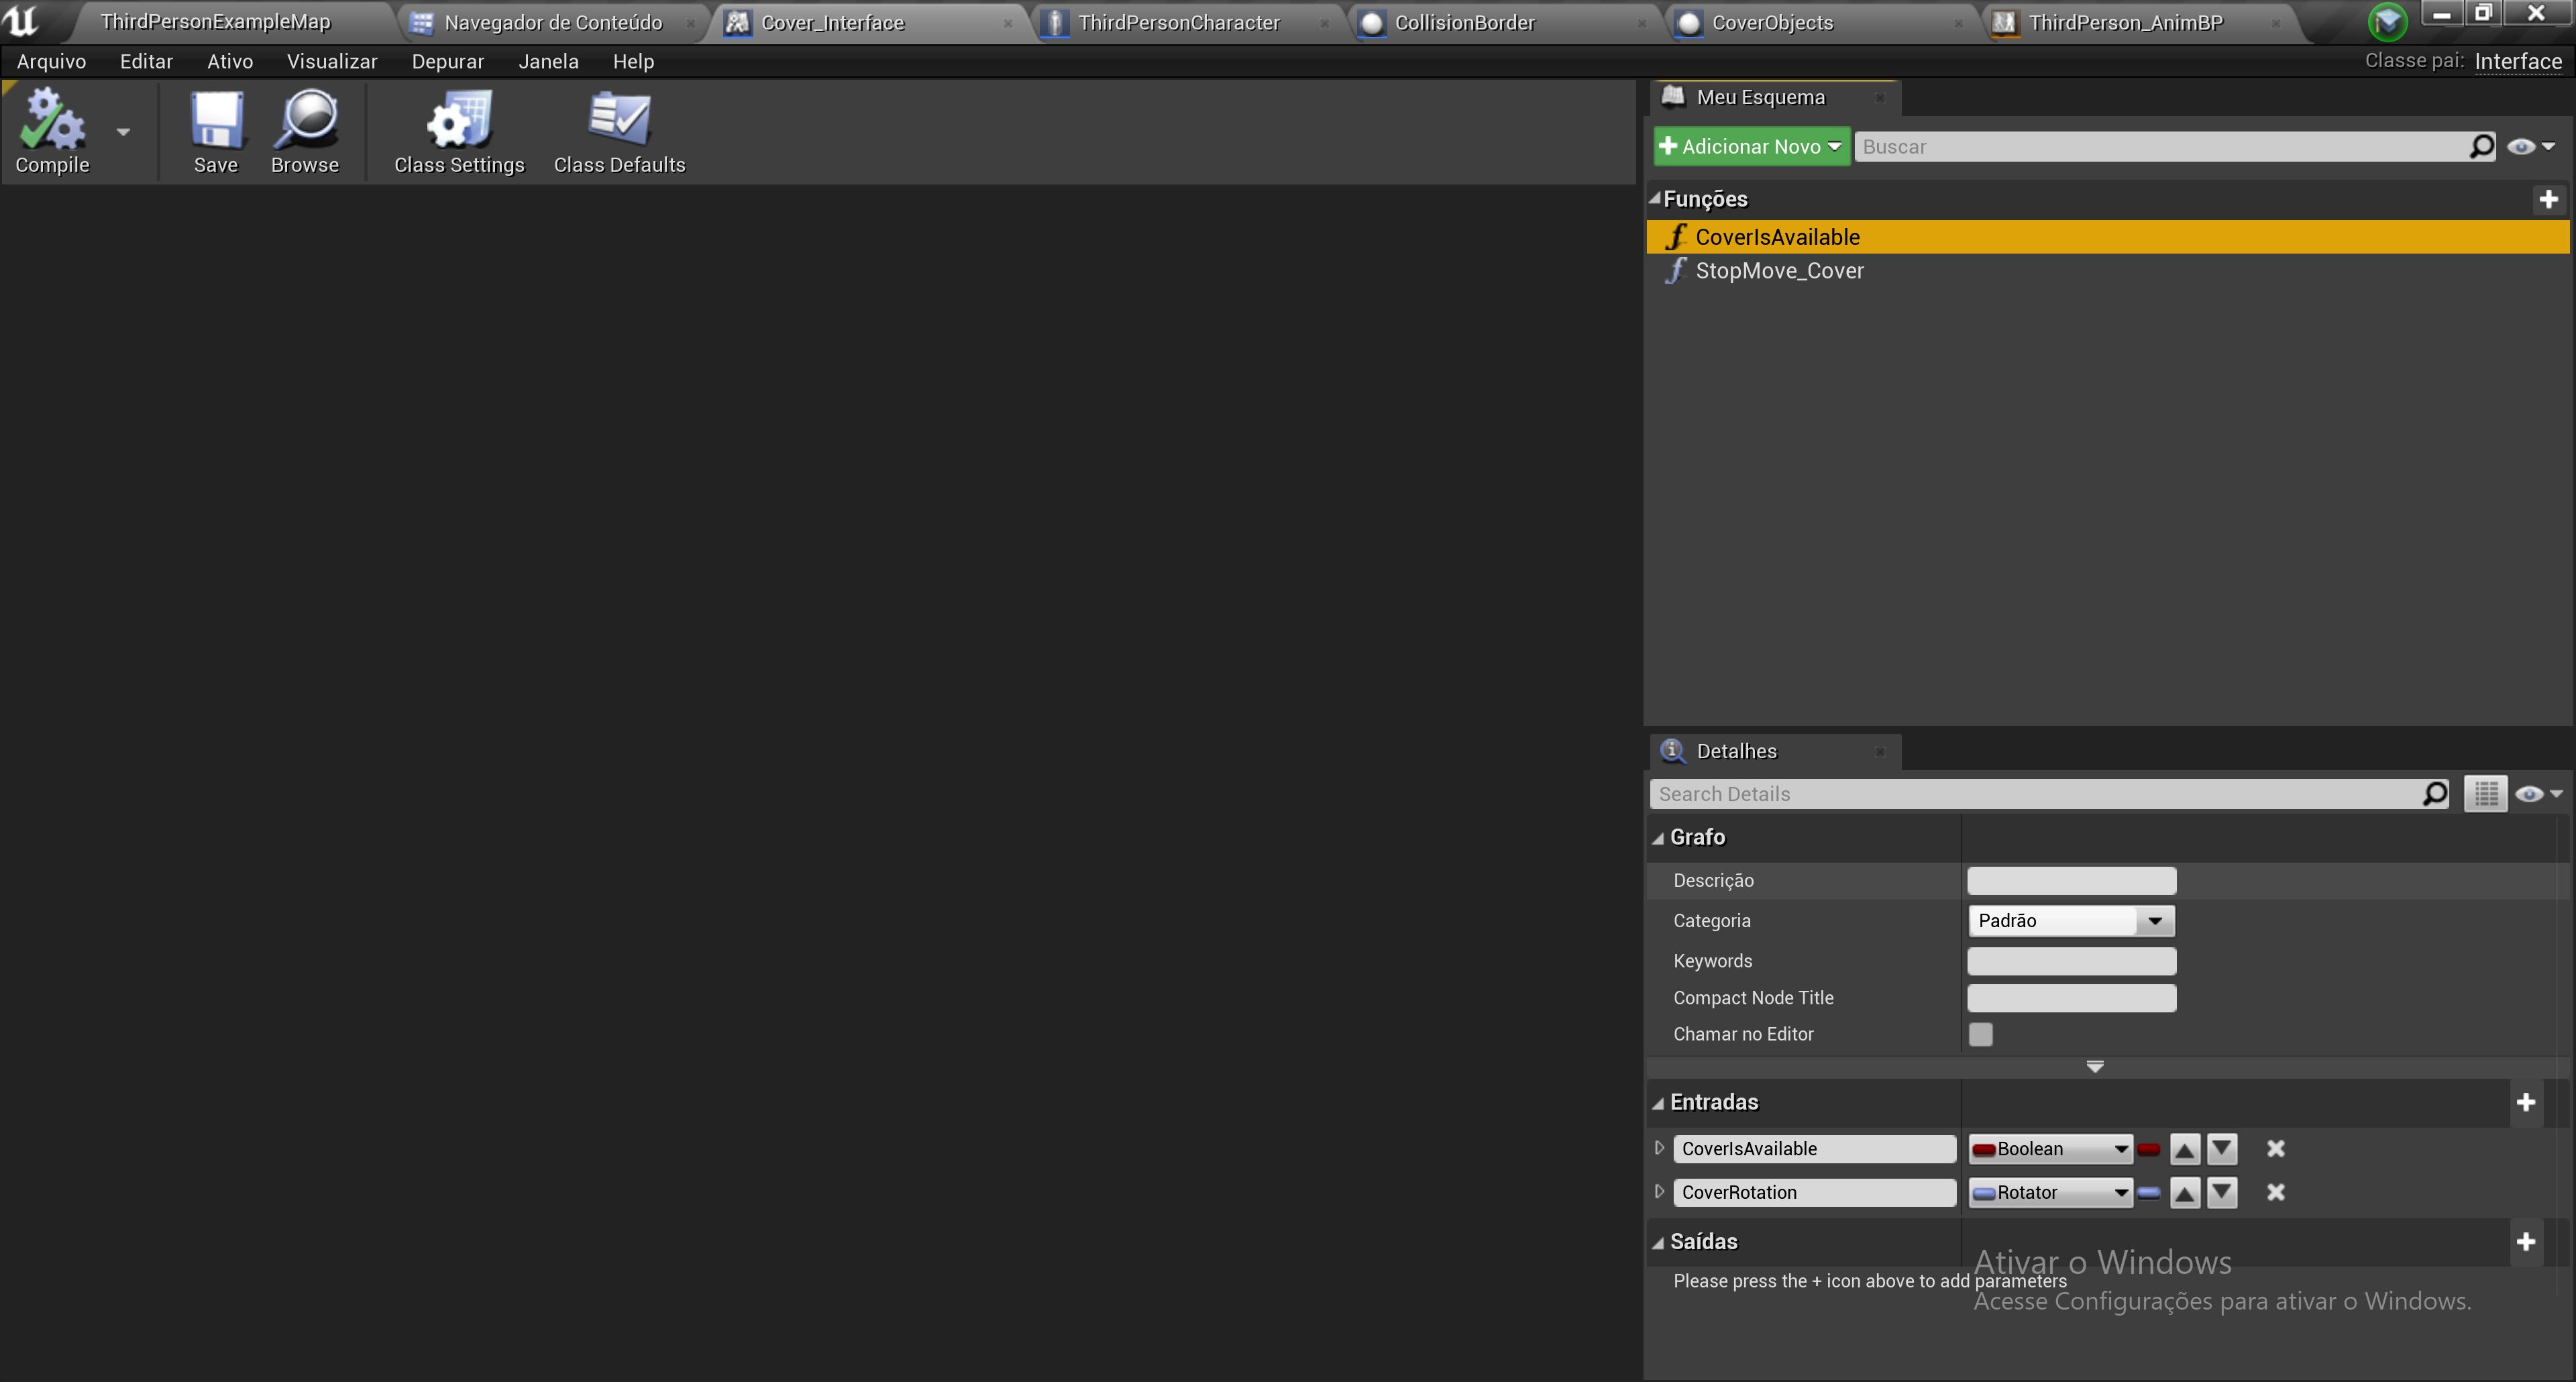 ThirdPersonExampleMap
Navegador de Conteúdo
Cover_Interface
ThirdPersonCharacter
CollisionBorder
CoverObjects
ThirdPerson_AnimBP
Arquivo Editar Ativo Visualizar Depurar Janela Help
Classe pai: Interface
Compile
Save
Browse
Class Settings
Class Defaults
Meu Esquema
Adicionar Novo
Buscar
Funções
CoverIsAvailable
StopMove_Cover
Detalhes
Search Details
Grafo
Descrição
Categoria Padrão
Keywords
Compact Node Title
Chamar no Editor
Entradas
CoverIsAvailable Boolean
CoverRotation Rotator
Saídas
Please press the + icon above to add parameters
Ativar o Windows
Acesse Configurações para ativar o Windows.